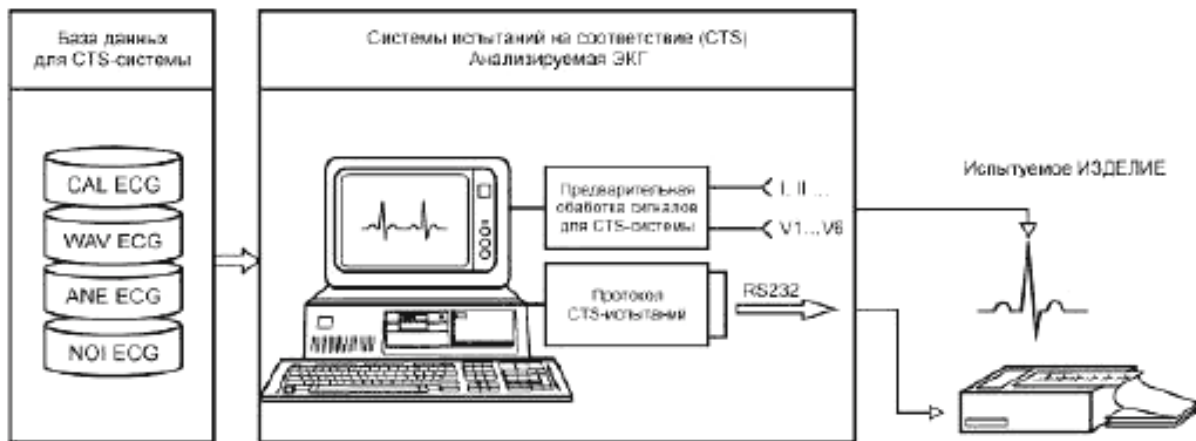 База данных
для CTS-системы
CAL ECG
WAV ECG
ANE ECG
NOI ECG
Системы испытаний на соответствие (CTS)
Анализируемая ЭКГ
Предварительная
обаботка сигналов
для CTS-системы
I. II ...
V1...V6
Протокол
CTS-испытаний
RS232
Испытуемое ИЗДЕЛИЕ